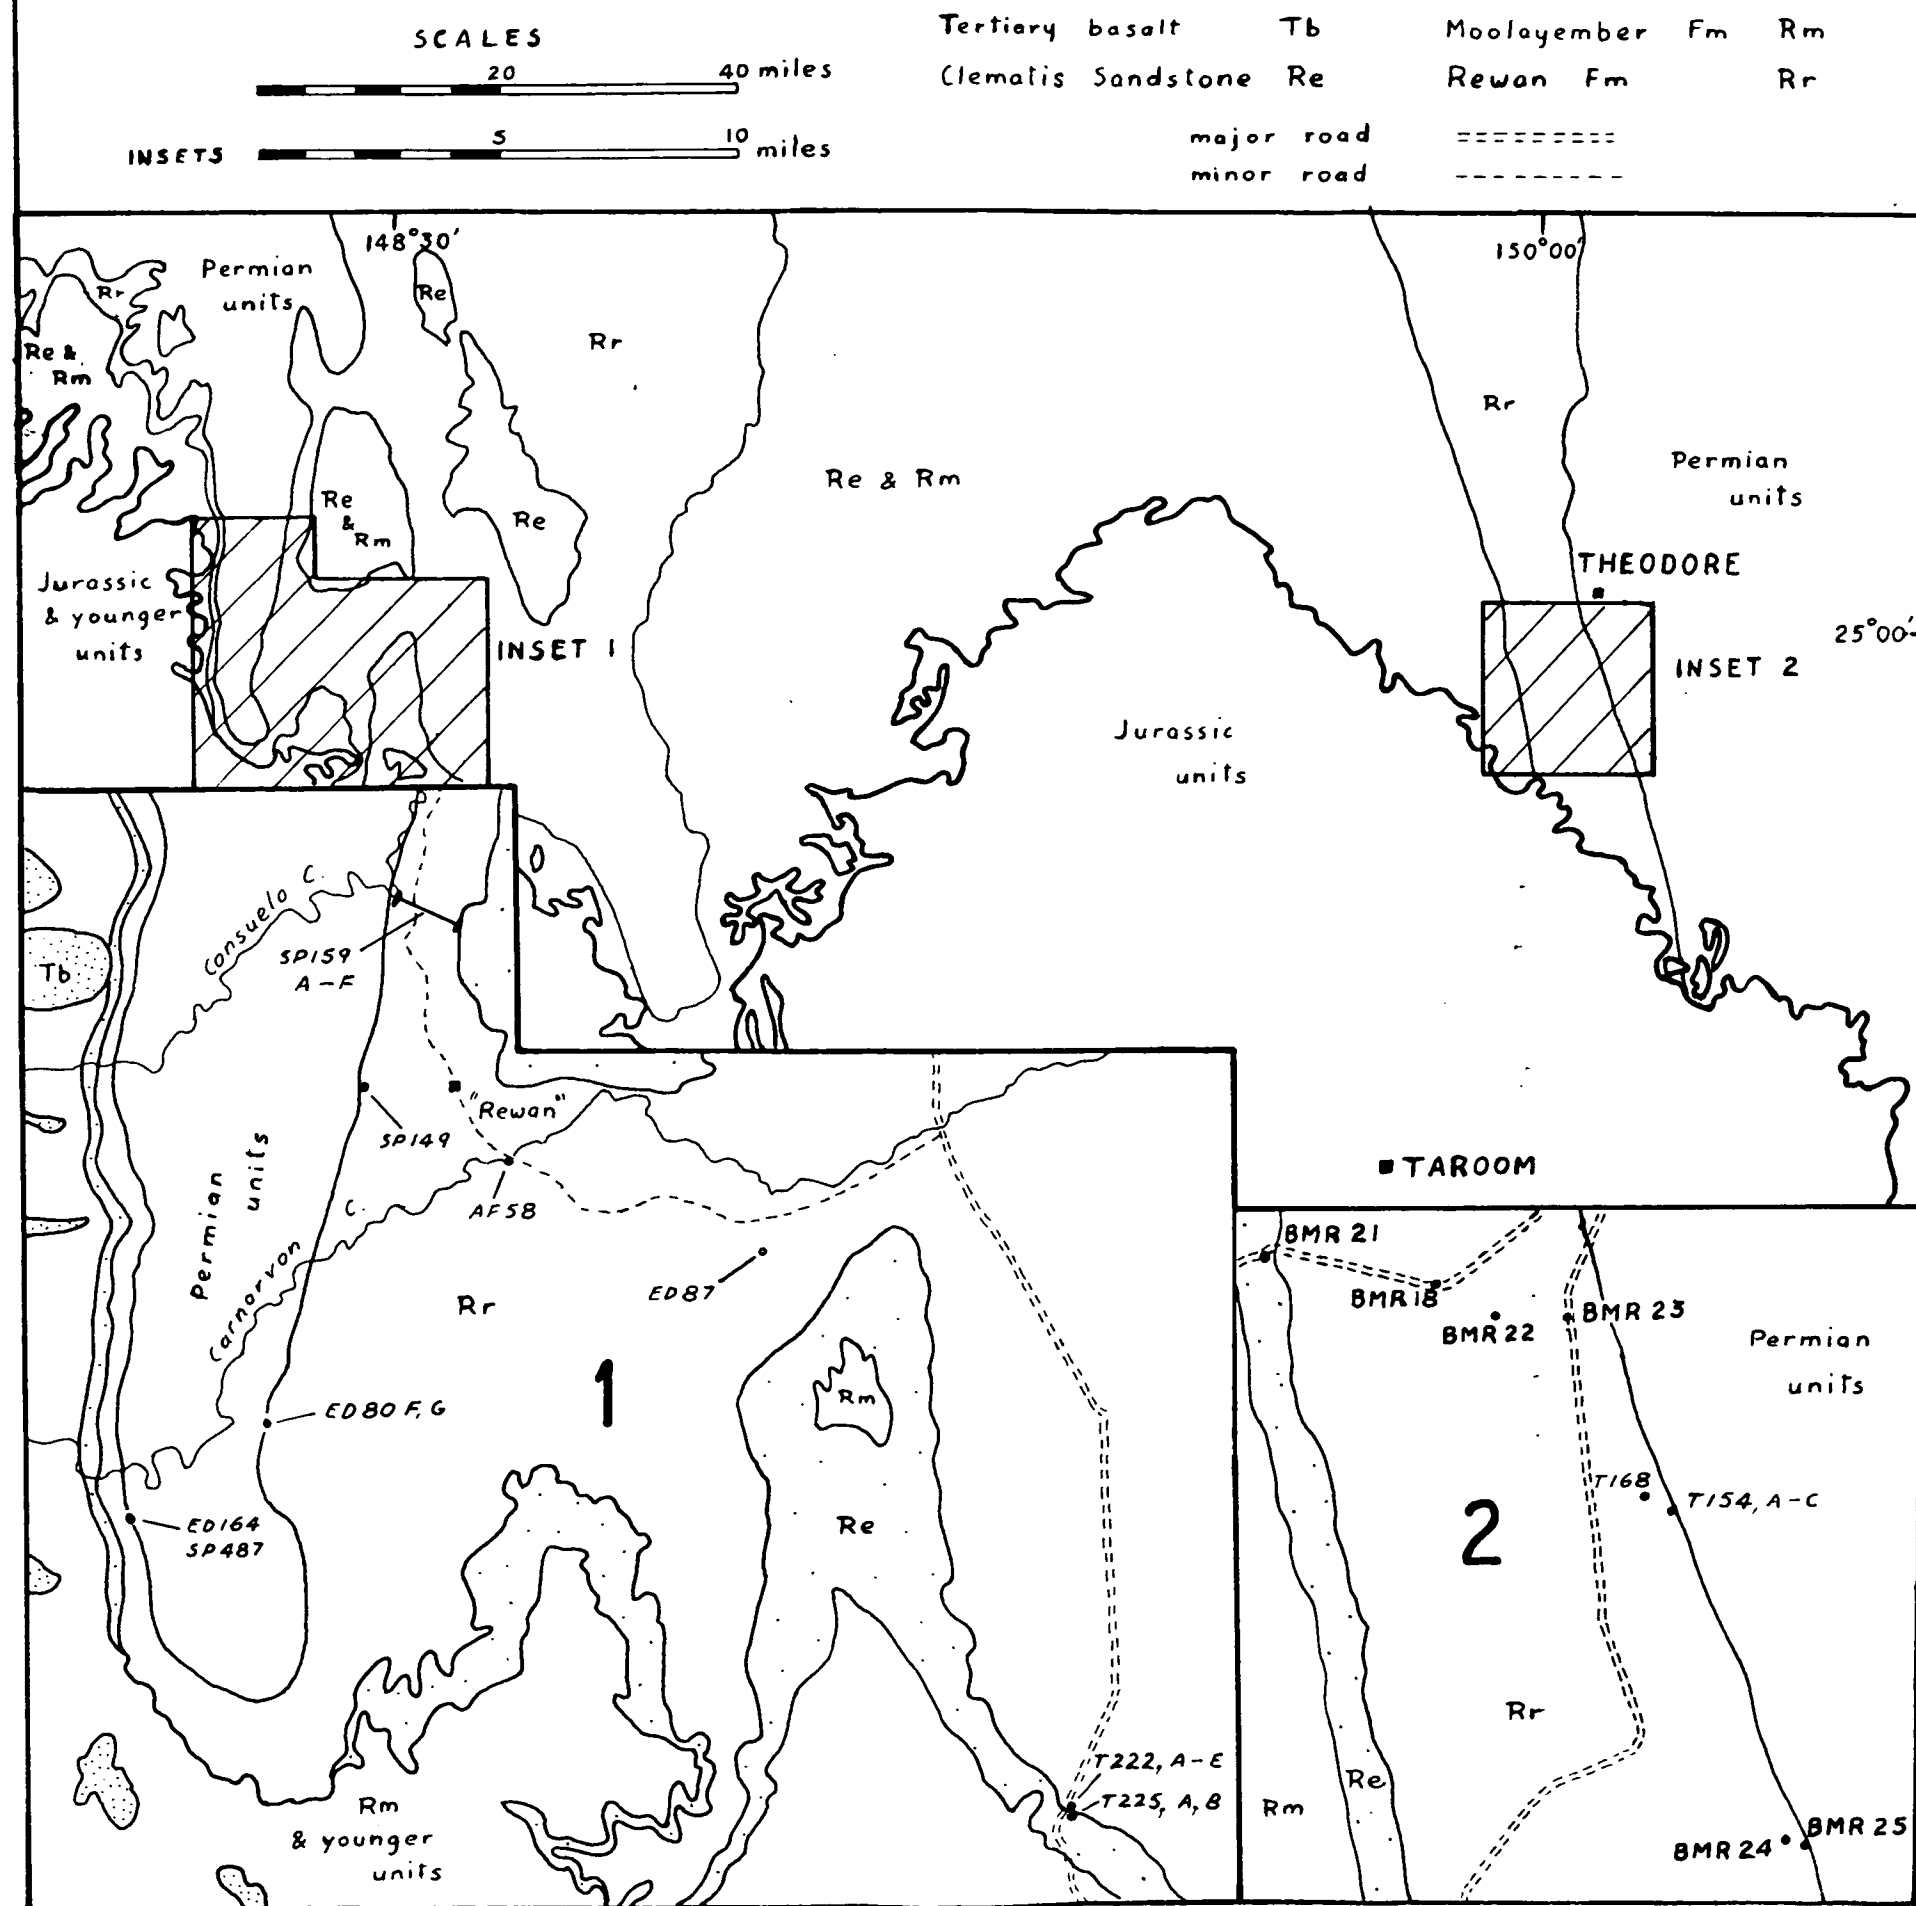 SCALES
20 40 miles
INSETS 5 10 miles
Tertiary basalt Tb Moolayember Fm Rm
Clematis Sandstone Re Rewan Fm Rr
major road
minor road
148°30'
150°00'
Permian
units
Rr
Re
Rr
Re &
Rm
Re
&
Rm
Re
Re & Rm
Rr
Permian
units
THEODORE
25°00'
Jurassic
& younger
units
INSET 1
INSET 2
Jurassic
units
TAROOM
Consuelo C.
Tb
SP159
A-F
"Rewan"
SP149
AF58
Permian
units
Carnarvon C.
Rr
ED87
1
Rm
ED80 F, G
Re
ED164
SP487
T222, A-E
T225, A, B
Rm
& younger
units
BMR 21
BMR 18
BMR 22
BMR 23
Permian
units
T168
T154, A-C
2
Rr
Re
Rm
BMR 24
BMR 25